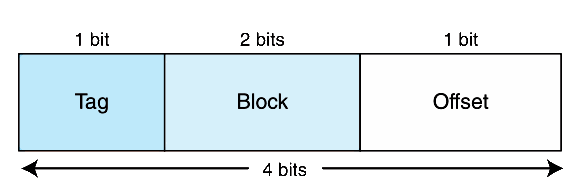 1 bit 2 bits 1 bit
Tag Block Offset
4 bits